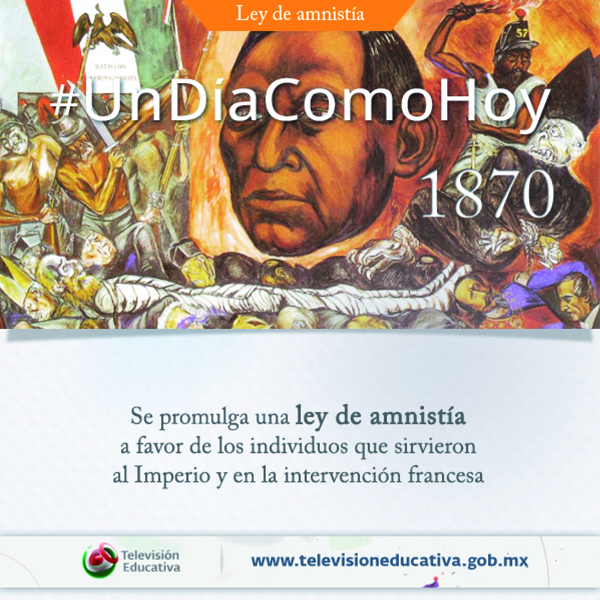 Ley de amnistía
#UnDíaComoHoy
1870
57
Se promulga una ley de amnistía
a favor de los individuos que sirvieron
al Imperio y en la intervención francesa
Televisión
Educativa
www.televisioneducativa.gob.mx